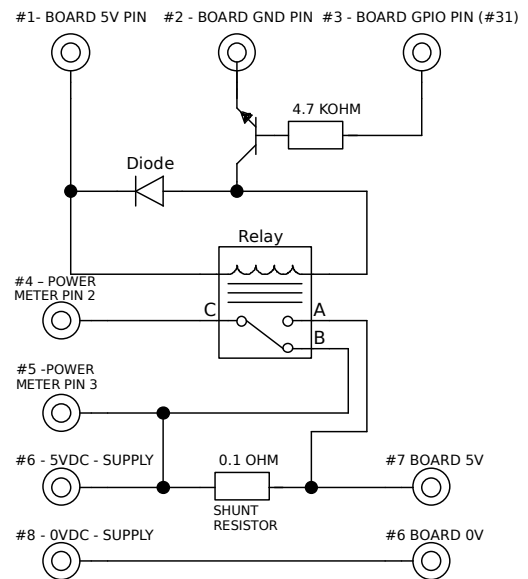 #1- BOARD 5V PIN
#2 - BOARD GND PIN
#3 - BOARD GPIO PIN (#31)
4.7 KOHM
Diode
Relay
#4 – POWER
METER PIN 2
C
A
B
#5 -POWER
METER PIN 3
#6 - 5VDC - SUPPLY
0.1 OHM
#7 BOARD 5V
SHUNT
RESISTOR
#8 - 0VDC - SUPPLY
#6 BOARD 0V